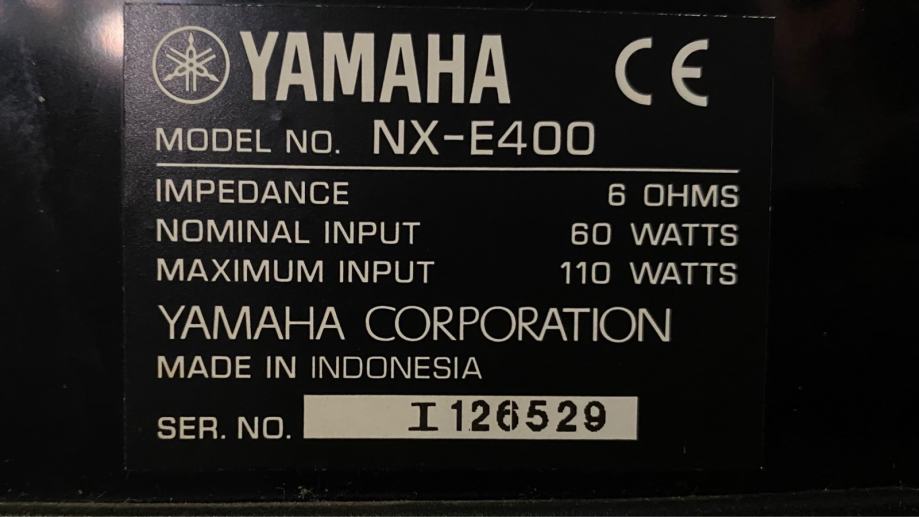 YAMAHA CE
MODEL NO. NX-E400
IMPEDANCE 6 OHMS
NOMINAL INPUT 60 WATTS
MAXIMUM INPUT 110 WATTS
YAMAHA CORPORATION
MADE IN INDONESIA
SER. NO. I126529